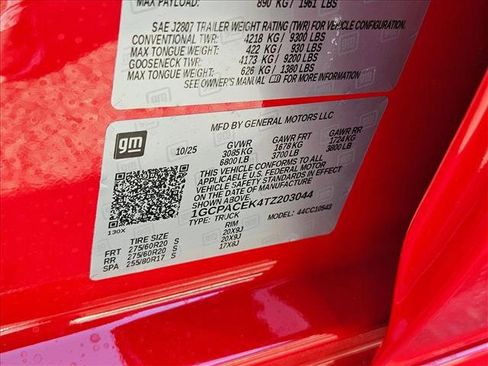 MAX PAYLOAD: 890 KG / 1961 LBS
SAE J2807 TRAILER WEIGHT RATING (TWR) FOR VEHICLE CONFIGURATION.
CONVENTIONAL TWR: 4218 KG / 9300 LBS
MAX TONGUE WEIGHT: 422 KG / 930 LBS
GOOSENECK TWR: 4173 KG / 9200 LBS
MAX TONGUE WEIGHT: 626 KG / 1380 LBS
SEE OWNER'S MANUAL FOR MORE INFORMATION
gm
MFD BY GENERAL MOTORS LLC
10/25 GVWR GAWR FRT GAWR RR
3085 KG 1678 KG 1724 KG
6800 LB 3700 LB 3800 LB
THIS VEHICLE CONFORMS TO ALL
APPLICABLE U.S. FEDERAL MOTOR
VEHICLE SAFETY STANDARDS IN EFFECT
ON THE DATE OF MANUFACTURE
1GCPACEK4TZ203044
130X
TYPE: TRUCK MODEL: 44CC10543
TIRE SIZE RIM
FRT 275/60R20 S 20X9J
RR 275/60R20 S 20X9J
SPA 255/80R17 S 17X8J